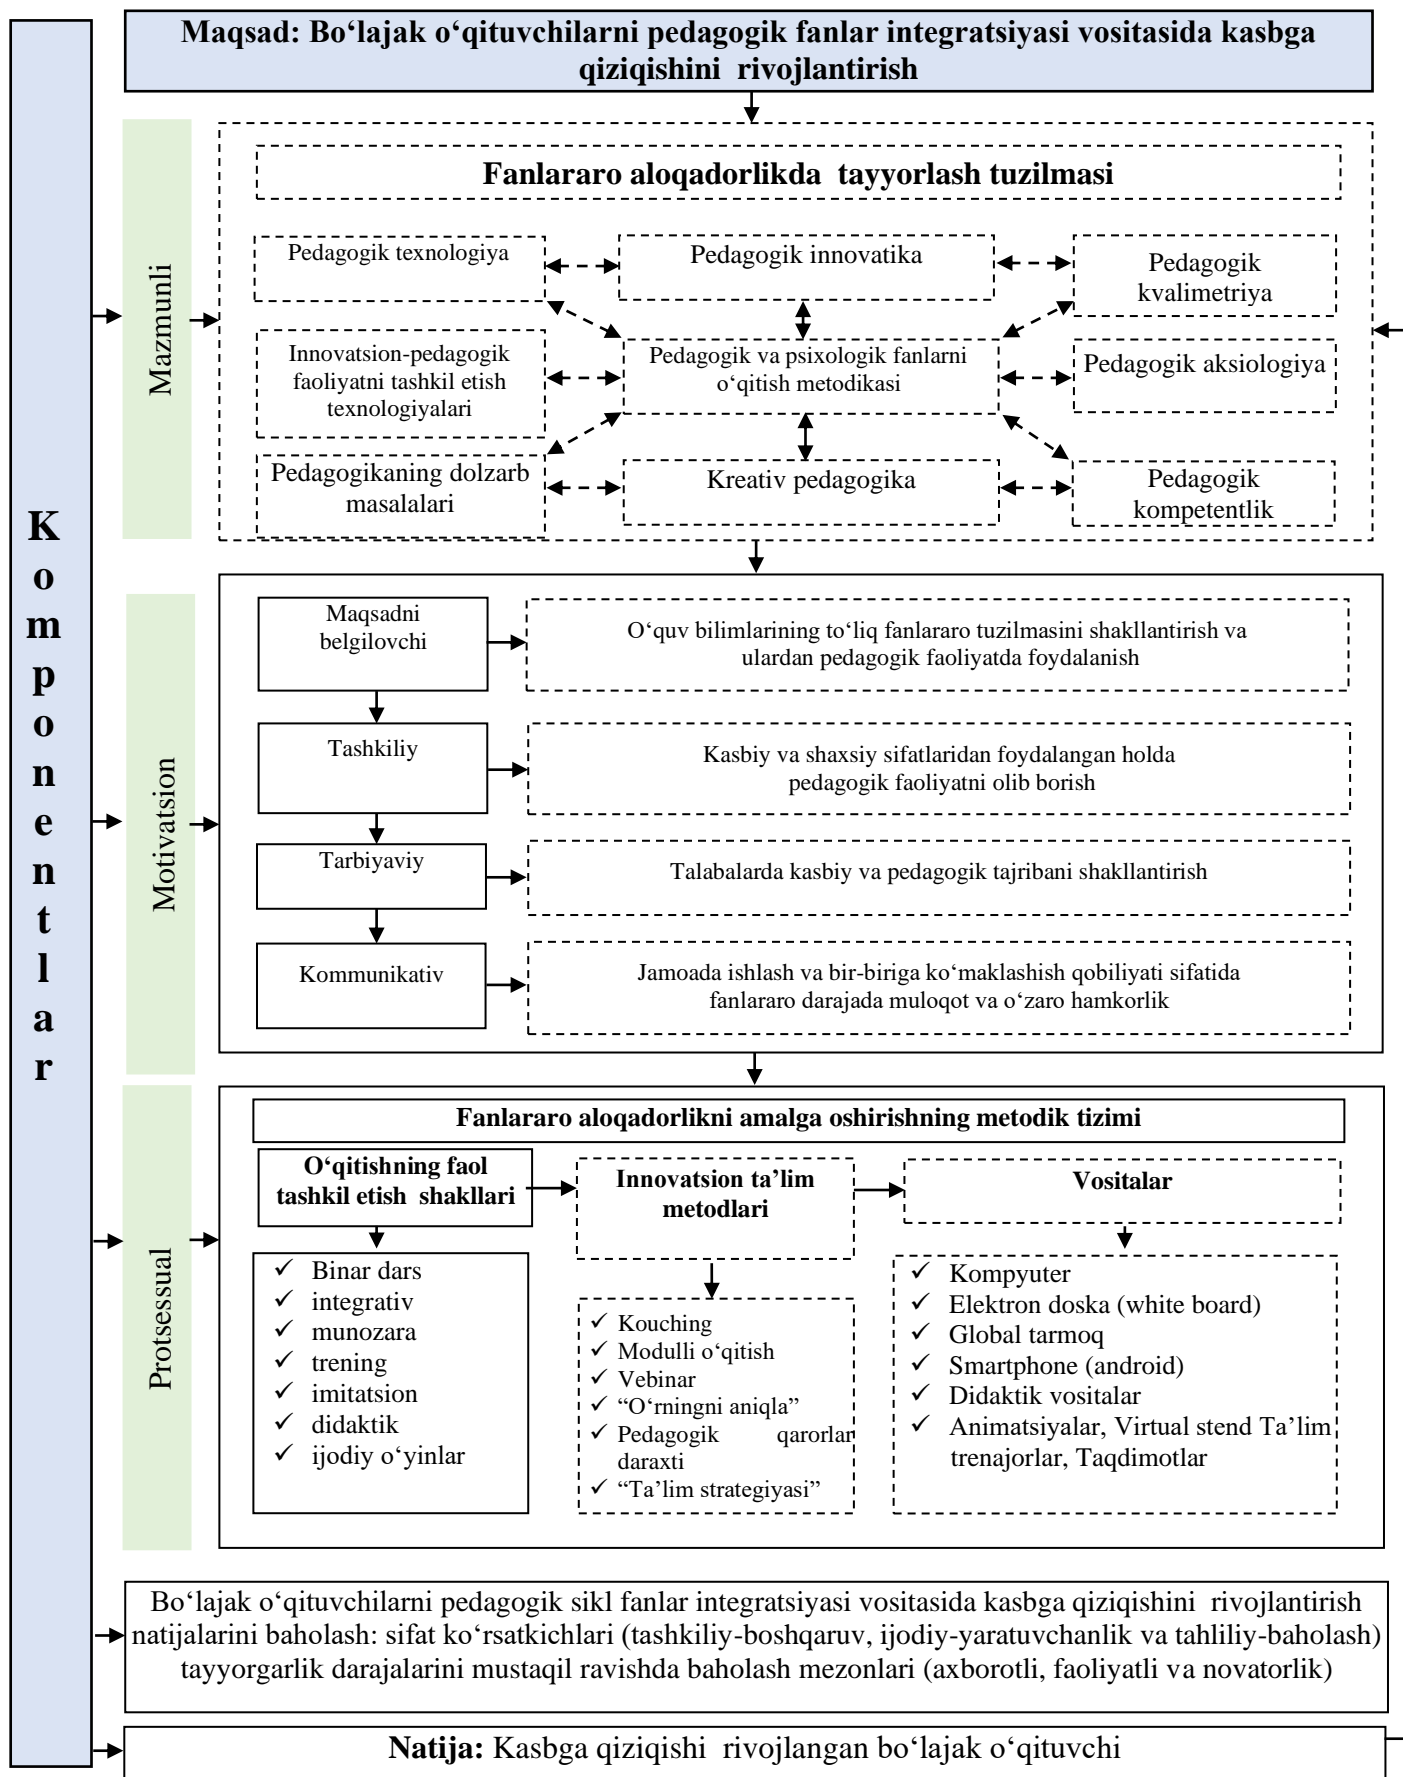 Maqsad: Bo‘lajak o‘qituvchilarni pedagogik fanlar integratsiyasi vositasida kasbga
qiziqishini rivojlantirish
Komponentlar
Mazmunli
Fanlararo aloqadorlikda tayyorlash tuzilmasi
Pedagogik texnologiya
Pedagogik innovatika
Pedagogik
kvalimetriya
Innovatsion-pedagogik
faoliyatni tashkil etish
texnologiyalari
Pedagogik va psixologik fanlarni
o‘qitish metodikasi
Pedagogik aksiologiya
Pedagogikaning dolzarb
masalalari
Kreativ pedagogika
Pedagogik
kompetentlik
Motivatsion
Maqsadni
belgilovchi
O‘quv bilimlarining to‘liq fanlararo tuzilmasini shakllantirish va
ulardan pedagogik faoliyatda foydalanish
Tashkiliy
Kasbiy va shaxsiy sifatlaridan foydalangan holda
pedagogik faoliyatni olib borish
Tarbiyaviy
Talabalarda kasbiy va pedagogik tajribani shakllantirish
Kommunikativ
Jamoada ishlash va bir-biriga ko‘maklashish qobiliyati sifatida
fanlararo darajada muloqot va o‘zaro hamkorlik
Protsessual
Fanlararo aloqadorlikni amalga oshirishning metodik tizimi
O‘qitishning faol
tashkil etish shakllari
Innovatsion ta’lim
metodlari
Vositalar
✓ Binar dars
✓ integrativ
✓ munozara
✓ trening
✓ imitatsion
✓ didaktik
✓ ijodiy o‘yinlar
✓ Kouching
✓ Modulli o‘qitish
✓ Vebinar
✓ “O‘rningni aniqla”
✓ Pedagogik qarorlar
daraxti
✓ “Ta’lim strategiyasi”
✓ Kompyuter
✓ Elektron doska (white board)
✓ Global tarmoq
✓ Smartphone (android)
✓ Didaktik vositalar
✓ Animatsiyalar, Virtual stend Ta’lim
trenajorlar, Taqdimotlar
Bo‘lajak o‘qituvchilarni pedagogik sikl fanlar integratsiyasi vositasida kasbga qiziqishini rivojlantirish
natijalarini baholash: sifat ko‘rsatkichlari (tashkiliy-boshqaruv, ijodiy-yaratuvchanlik va tahliliy-baholash)
tayyorgarlik darajalarini mustaqil ravishda baholash mezonlari (axborotli, faoliyatli va novatorlik)
Natija: Kasbga qiziqishi rivojlangan bo‘lajak o‘qituvchi